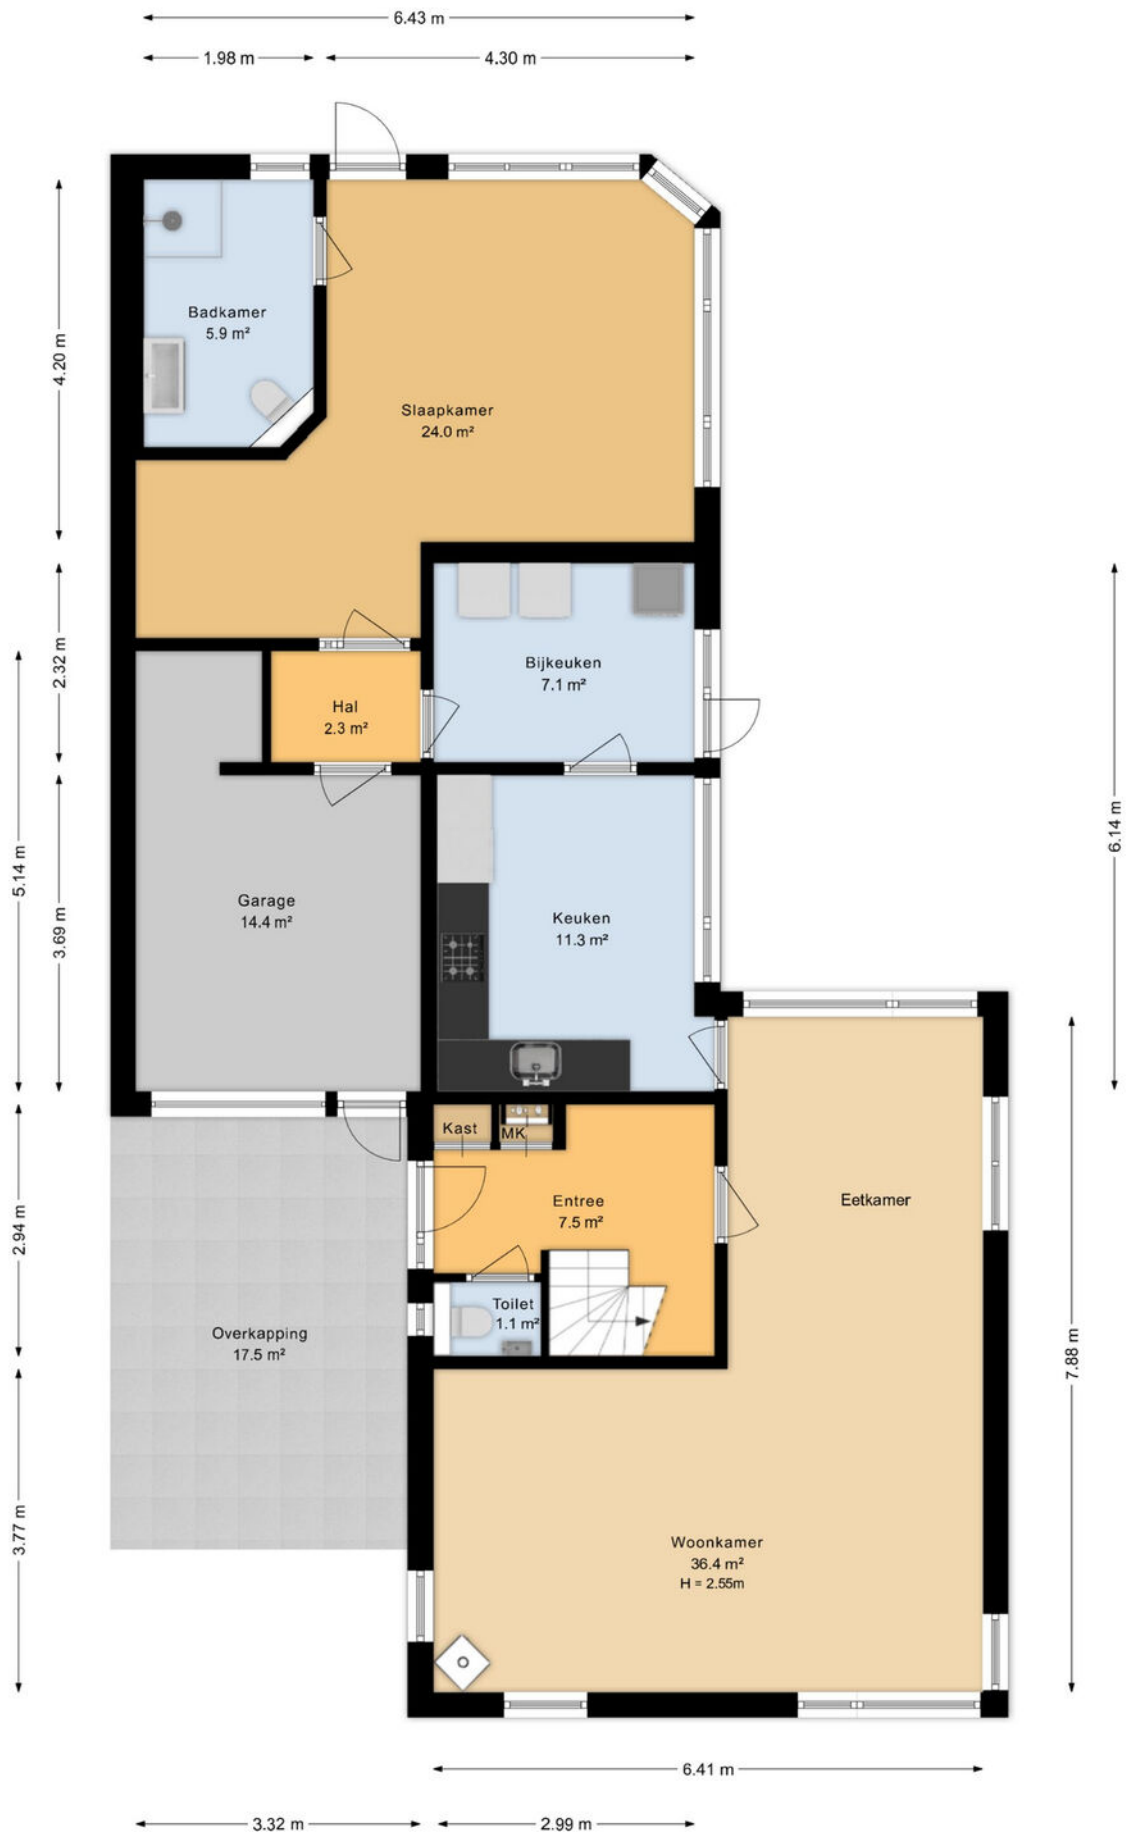 6.43 m
1.98 m
4.30 m
4.20 m
Badkamer
5.9 m²
Slaapkamer
24.0 m²
2.32 m
Bijkeuken
7.1 m²
Hal
2.3 m²
6.14 m
5.14 m
3.69 m
Garage
14.4 m²
Keuken
11.3 m²
Kast
MK
Entree
7.5 m²
Eetkamer
2.94 m
Toilet
1.1 m²
Overkapping
17.5 m²
7.88 m
3.77 m
Woonkamer
36.4 m²
H = 2.55m
6.41 m
3.32 m
2.99 m